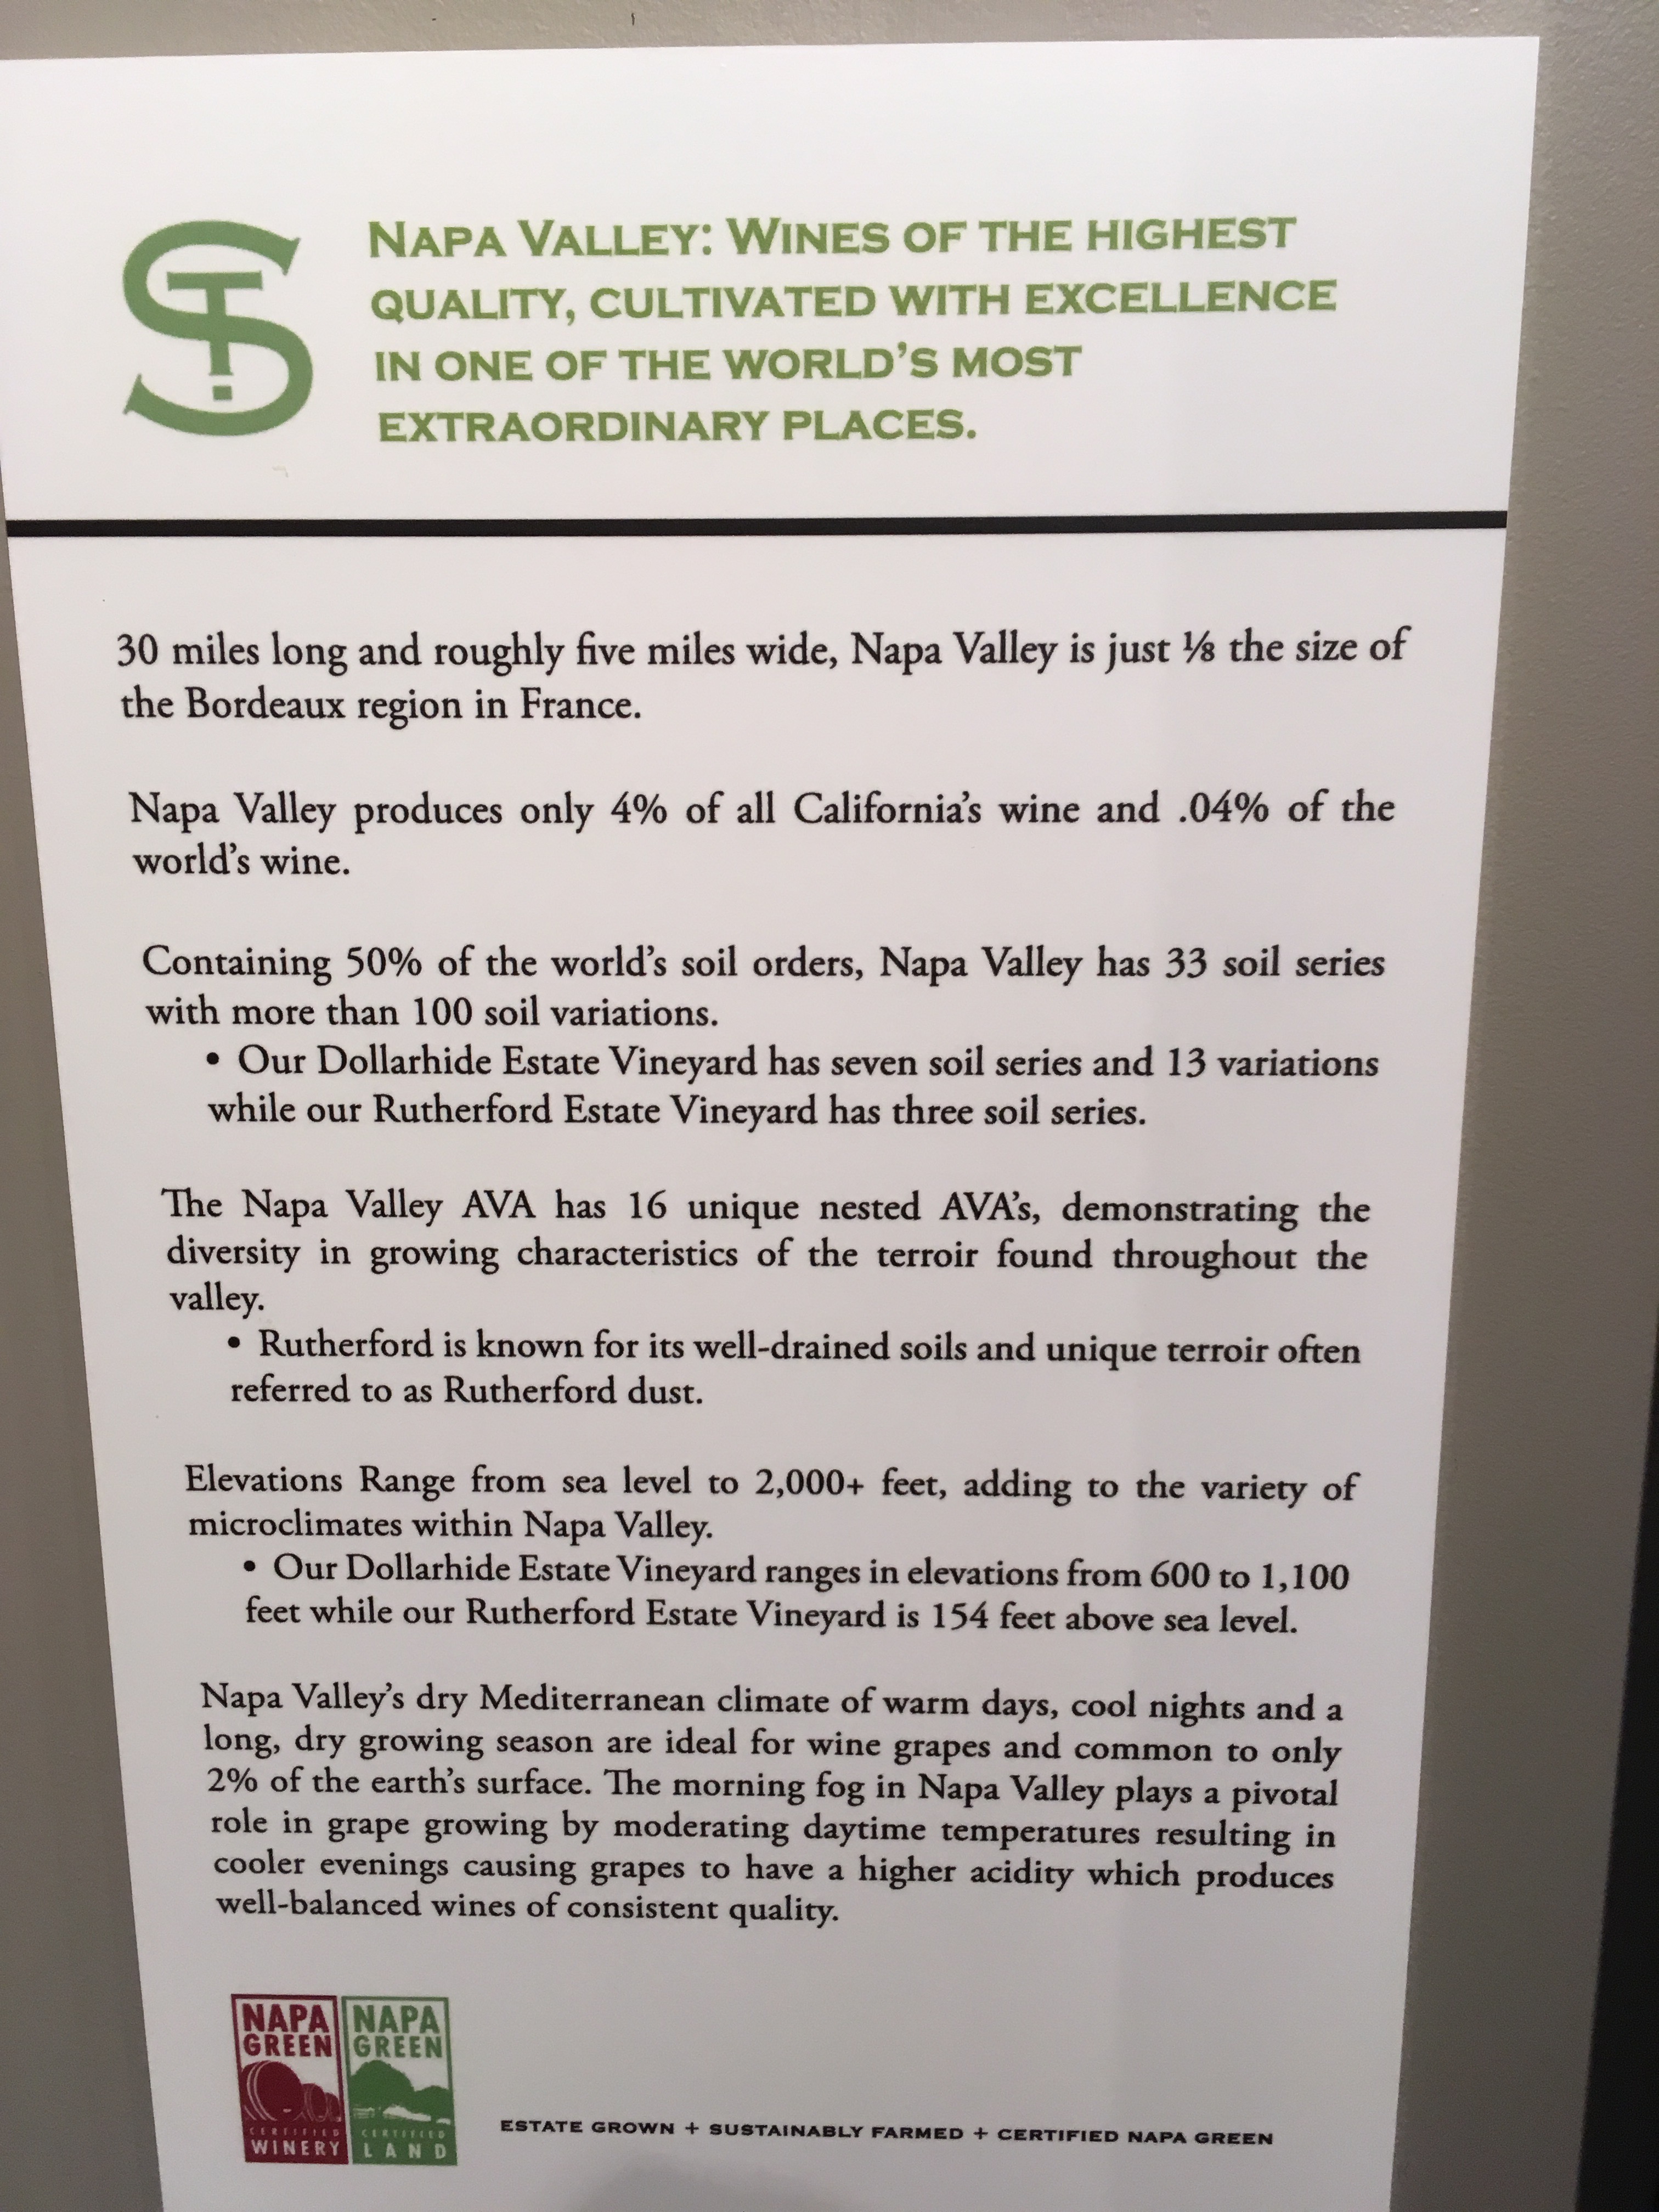 ST
NAPA VALLEY: WINES OF THE HIGHEST
QUALITY, CULTIVATED WITH EXCELLENCE
IN ONE OF THE WORLD'S MOST
EXTRAORDINARY PLACES.
30 miles long and roughly five miles wide, Napa Valley is just ⅛ the size of
the Bordeaux region in France.
Napa Valley produces only 4% of all California's wine and .04% of the
world's wine.
Containing 50% of the world's soil orders, Napa Valley has 33 soil series
with more than 100 soil variations.
• Our Dollarhide Estate Vineyard has seven soil series and 13 variations
while our Rutherford Estate Vineyard has three soil series.
The Napa Valley AVA has 16 unique nested AVA's, demonstrating the
diversity in growing characteristics of the terroir found throughout the
valley.
• Rutherford is known for its well-drained soils and unique terroir often
referred to as Rutherford dust.
Elevations Range from sea level to 2,000+ feet, adding to the variety of
microclimates within Napa Valley.
• Our Dollarhide Estate Vineyard ranges in elevations from 600 to 1,100
feet while our Rutherford Estate Vineyard is 154 feet above sea level.
Napa Valley's dry Mediterranean climate of warm days, cool nights and a
long, dry growing season are ideal for wine grapes and common to only
2% of the earth's surface. The morning fog in Napa Valley plays a pivotal
role in grape growing by moderating daytime temperatures resulting in
cooler evenings causing grapes to have a higher acidity which produces
well-balanced wines of consistent quality.
NAPA
GREEN
CERTIFIED
WINERY
NAPA
GREEN
CERTIFIED
LAND
ESTATE GROWN + SUSTAINABLY FARMED + CERTIFIED NAPA GREEN